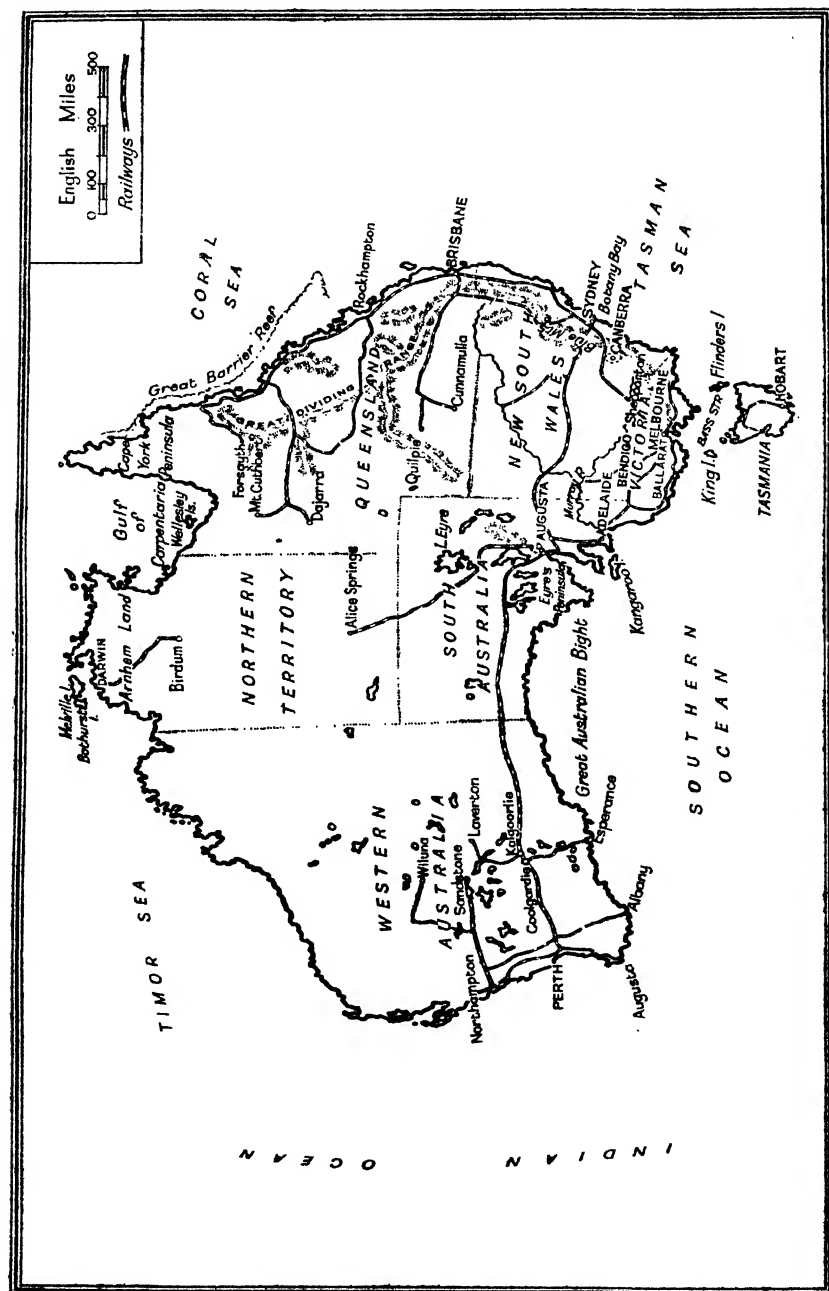 English Miles
0 100 300 500
Railways
TIMOR SEA
CORAL SEA
TASMAN SEA
SOUTHERN OCEAN
INDIAN OCEAN
Melville I.
Bathurst I.
DARWIN
Arnhem Land
Birdum
Gulf of Carpentaria
Wellesley Is.
Cape York Peninsula
Great Barrier Reef
NORTHERN TERRITORY
Alice Springs
Forsayth
Mt. Cuthbert
Dajarra
GREAT DIVIDING RANGE
QUEENSLAND
Rockhampton
Quilpie
Cunnamulla
BRISBANE
WESTERN AUSTRALIA
Wiluna
Sandstone
Laverton
Kalgoorlie
Coolgardie
Northampton
PERTH
Augusta
Albany
Esperance
SOUTH AUSTRALIA
L. Eyre
Eyre's Peninsula
AUGUSTA
ADELAIDE
Kangaroo I.
Great Australian Bight
NEW SOUTH WALES
SYDNEY
Botany Bay
CANBERRA
Murray R.
Shepparton
BENDIGO
VICTORIA
MELBOURNE
BALLARAT
King I.
BASS STR.
Flinders I
TASMANIA
HOBART